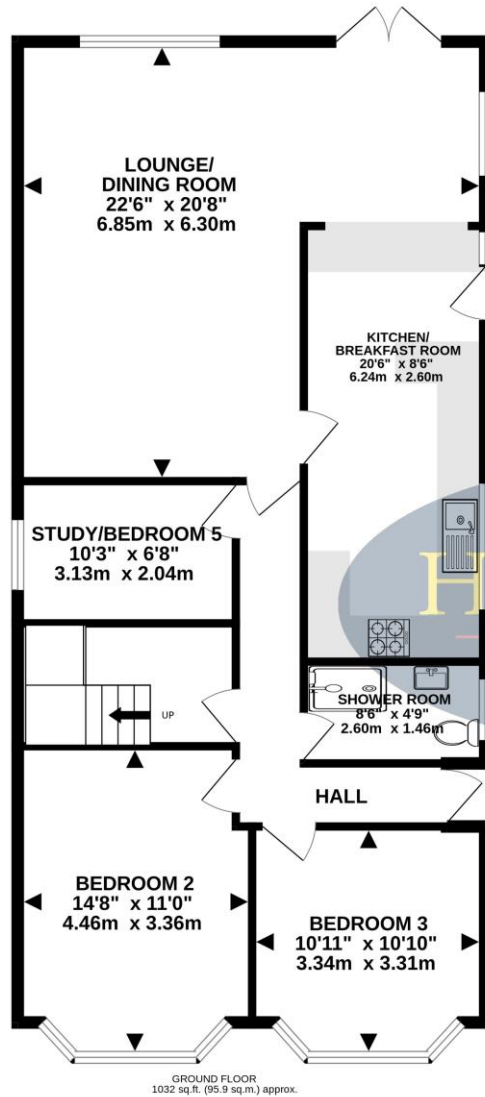 LOUNGE/
DINING ROOM
22'6" x 20'8"
6.85m x 6.30m
KITCHEN/
BREAKFAST ROOM
20'6" x 8'6"
6.24m x 2.60m
STUDY/BEDROOM 5
10'3" x 6'8"
3.13m x 2.04m
H
UP
SHOWER ROOM
8'6" x 4'9"
2.60m x 1.46m
HALL
BEDROOM 2
14'8" x 11'0"
4.46m x 3.36m
BEDROOM 3
10'11" x 10'10"
3.34m x 3.31m
GROUND FLOOR
1032 sq.ft. (95.9 sq.m.) approx.